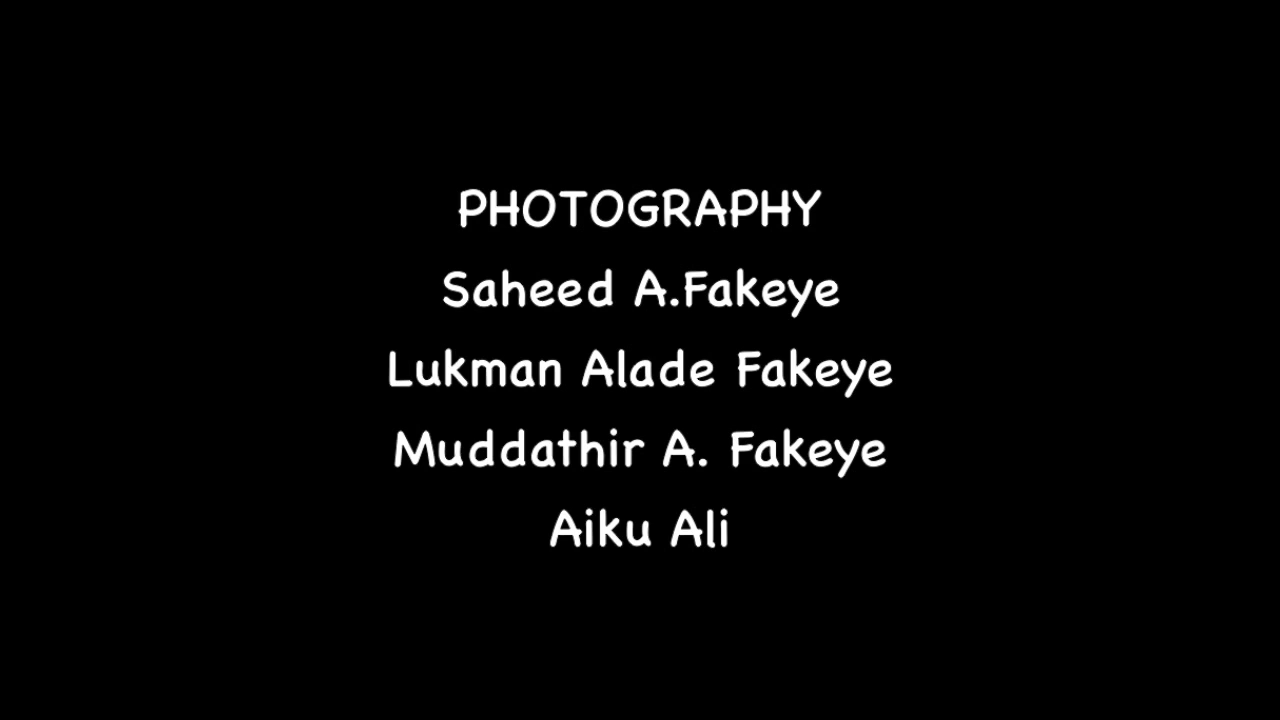 PHOTOGRAPHY
Saheed A.Fakeye
Lukman Alade Fakeye
Muddathir A. Fakeye
Aiku Ali